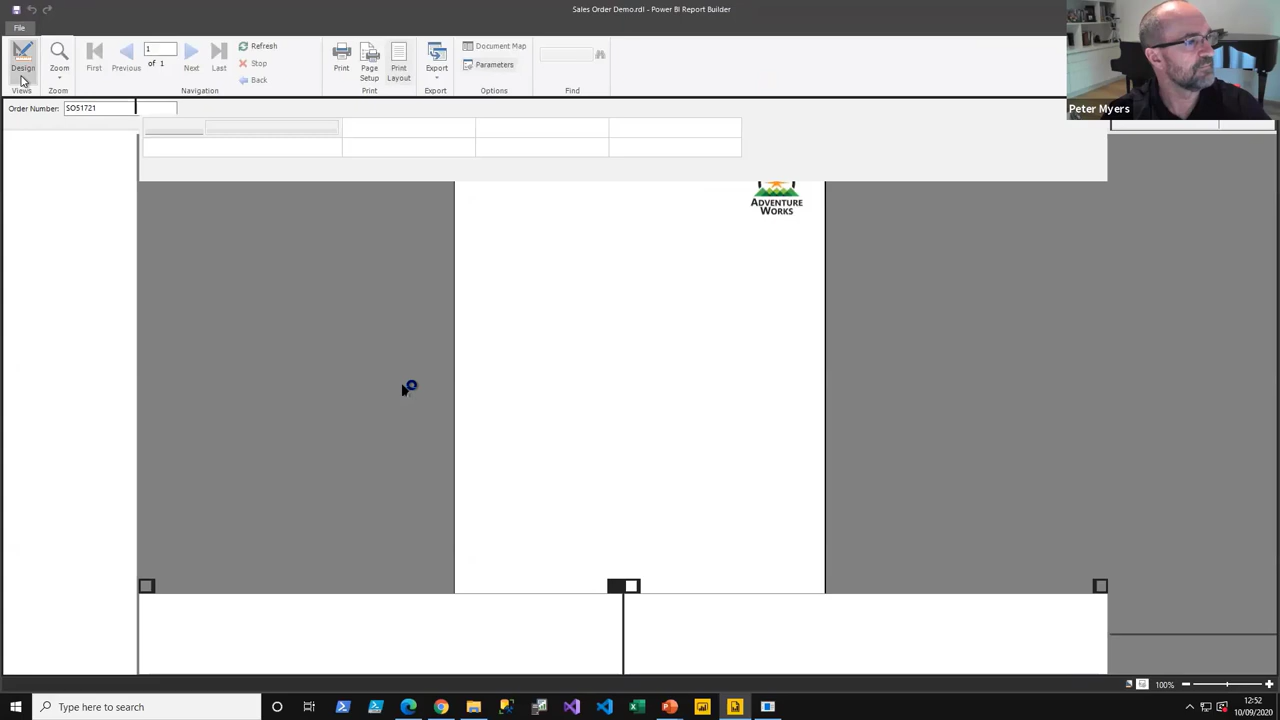 Sales Order Demo.rdl - Power BI Report Builder
File
Design
Zoom
First
Previous
1
of 1
Next
Last
Refresh
Stop
Back
Print
Page Setup
Print Layout
Export
Document Map
Parameters
Views
Zoom
Navigation
Print
Export
Options
Find
Peter Myers
Order Number: SO51721
ADVENTURE
WORKS
100%
Type here to search
12:52
10/09/2020